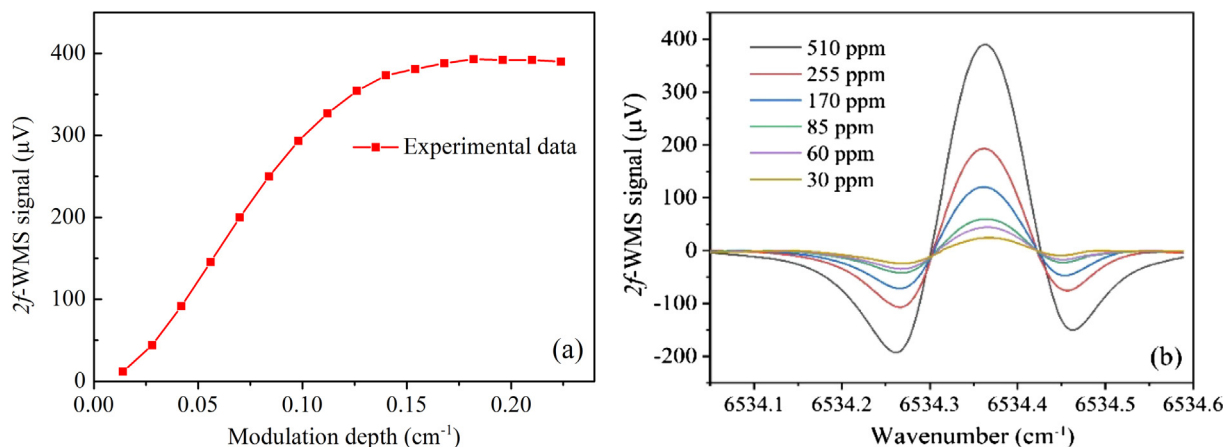 500
400
300
200
100
0
2f-WMS signal (μV)
Experimental data
(a)
0.00
0.05
0.10
0.15
0.20
Modulation depth (cm⁻¹)
400
300
200
100
0
-100
-200
2f-WMS signal (μV)
510 ppm
255 ppm
170 ppm
85 ppm
60 ppm
30 ppm
(b)
6534.1
6534.2
6534.3
6534.4
6534.5
6534.6
Wavenumber (cm⁻¹)